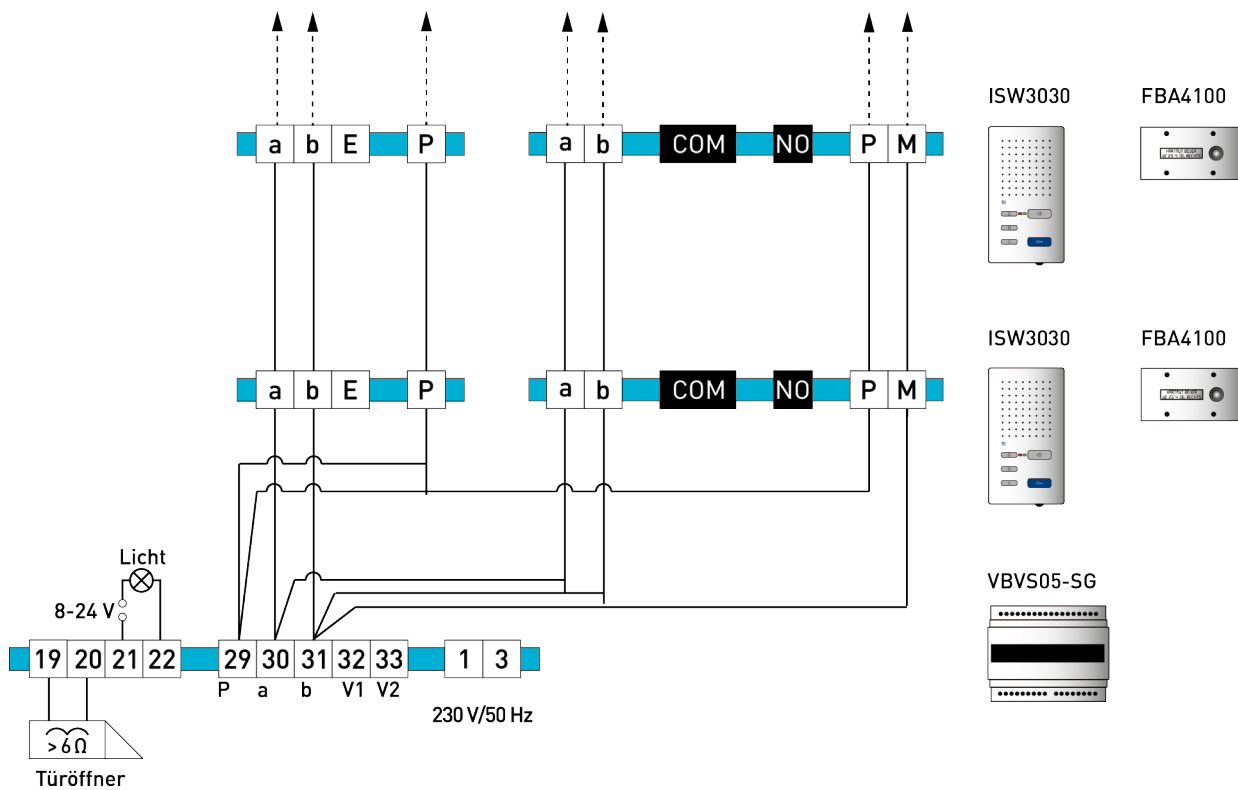 ISW3030 FBA4100
a b E P a b COM NO P M
ISW3030 FBA4100
a b E P a b COM NO P M
Licht
8-24 V
VBVS05-SG
19 20 21 22 29 30 31 32 33 1 3
P a b V1 V2
230 V/50 Hz
>6Ω
Türöffner